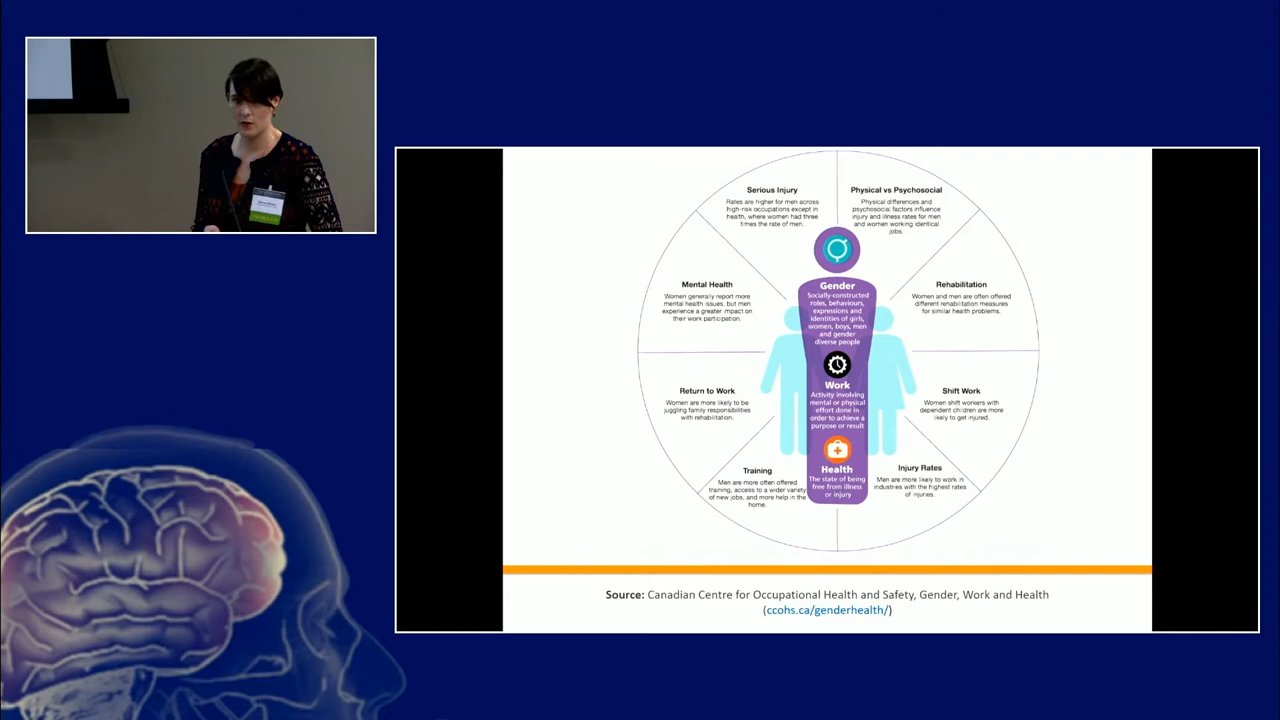 Serious Injury
Rates are higher for men across
high-risk occupations except in
health, where women had three
times the rate of men.
Physical vs Psychosocial
Physical differences and
psychosocial factors influence
injury and illness rates for men
and women working identical
jobs.
Mental Health
Women generally report more
mental health issues, but men
experience a greater impact on
their work participation.
Gender
Socially-constructed
roles, behaviours,
expressions and
identities of girls,
women, boys, men
and gender
diverse people
Rehabilitation
Women and men are often offered
different rehabilitation measures
for similar health problems.
Return to Work
Women are more likely to be
juggling family responsibilities
with rehabilitation.
Work
Activity involving
mental or physical
effort done in
order to achieve a
purpose or result
Shift Work
Women shift workers with
dependent children are more
likely to get injured.
Training
Men are more often offered
training, access to a wider variety
of new jobs, and more help in the
home.
Health
The state of being
free from illness
or injury
Injury Rates
Men are more likely to work in
industries with the highest rates
of injuries.
Source: Canadian Centre for Occupational Health and Safety, Gender, Work and Health
(ccohs.ca/genderhealth/)